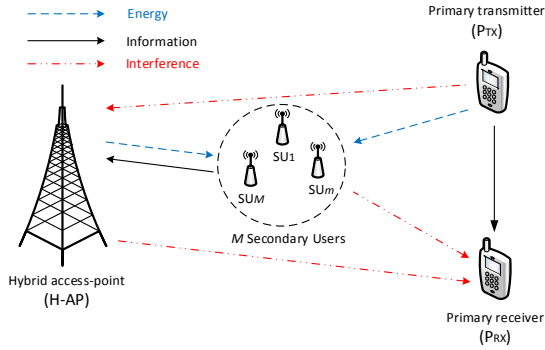 Energy
Information
Interference
Primary transmitter
(PTX)
SU1
SUM
SUm
M Secondary Users
Hybrid access-point
(H-AP)
Primary receiver
(PRX)